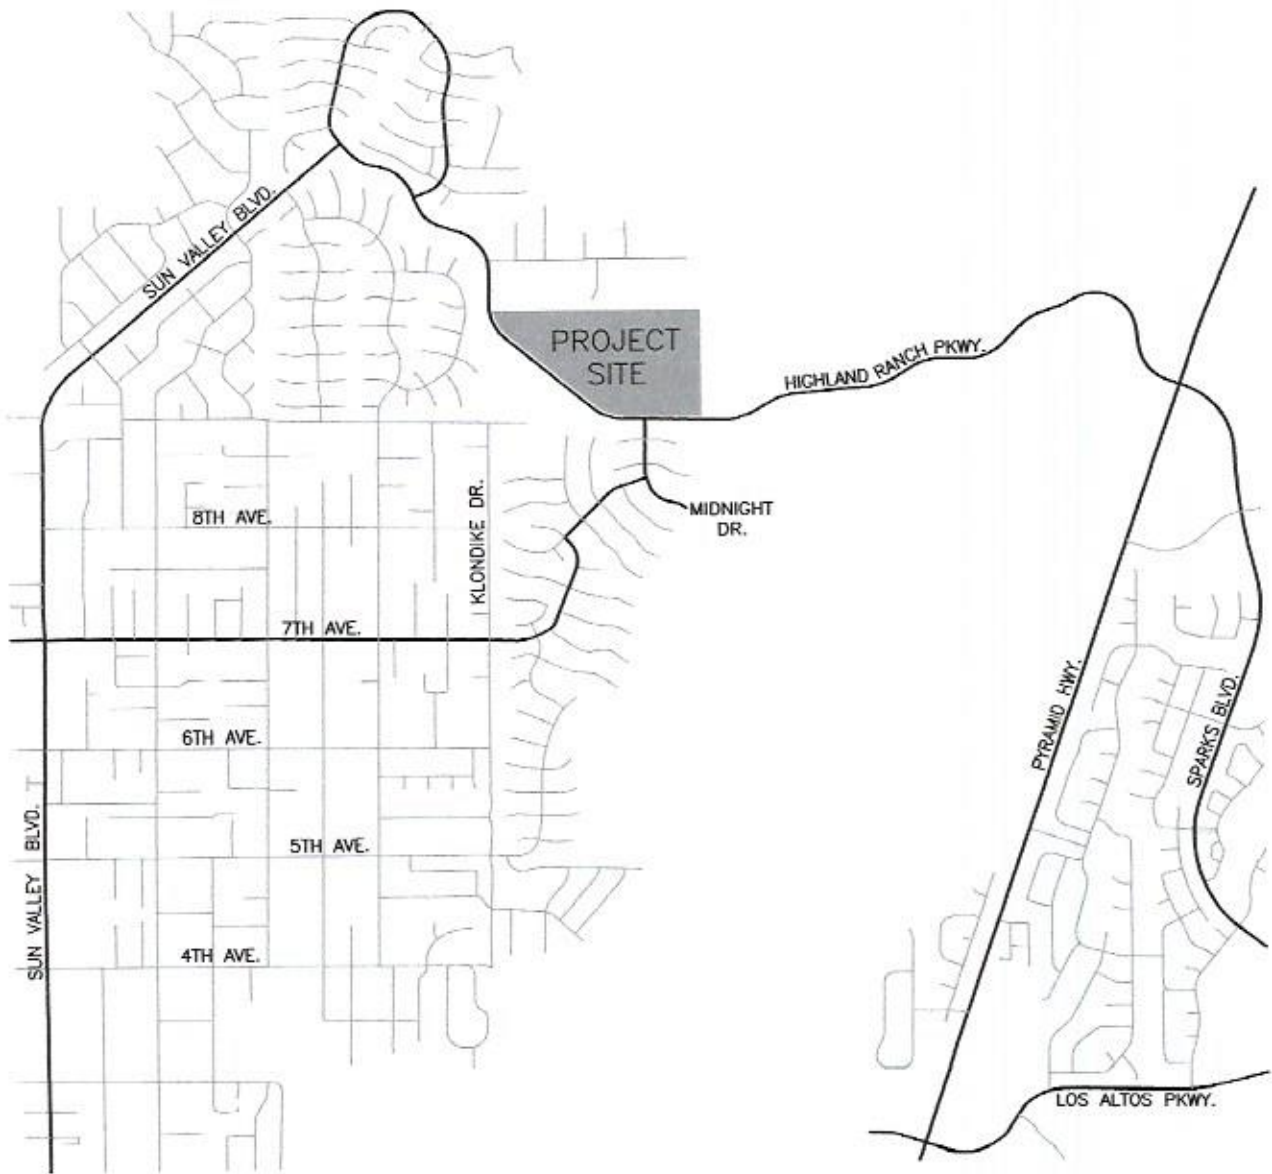 SUN VALLEY BLVD.
PROJECT
SITE
HIGHLAND RANCH PKWY.
8TH AVE.
KLONDIKE DR.
MIDNIGHT
DR.
7TH AVE.
PYRAMID HWY.
SPARKS BLVD.
6TH AVE.
SUN VALLEY BLVD.
5TH AVE.
4TH AVE.
LOS ALTOS PKWY.